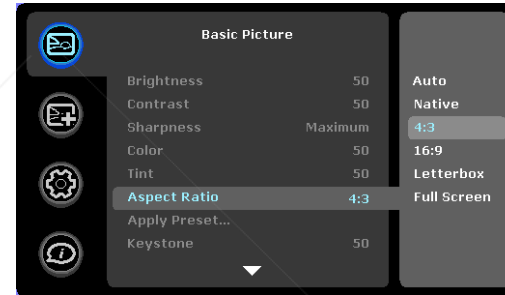 Basic Picture
Brightness 50
Contrast 50
Sharpness Maximum
Color 50
Tint 50
Aspect Ratio 4:3
Apply Preset...
Keystone 50
Auto
Native
4:3
16:9
Letterbox
Full Screen